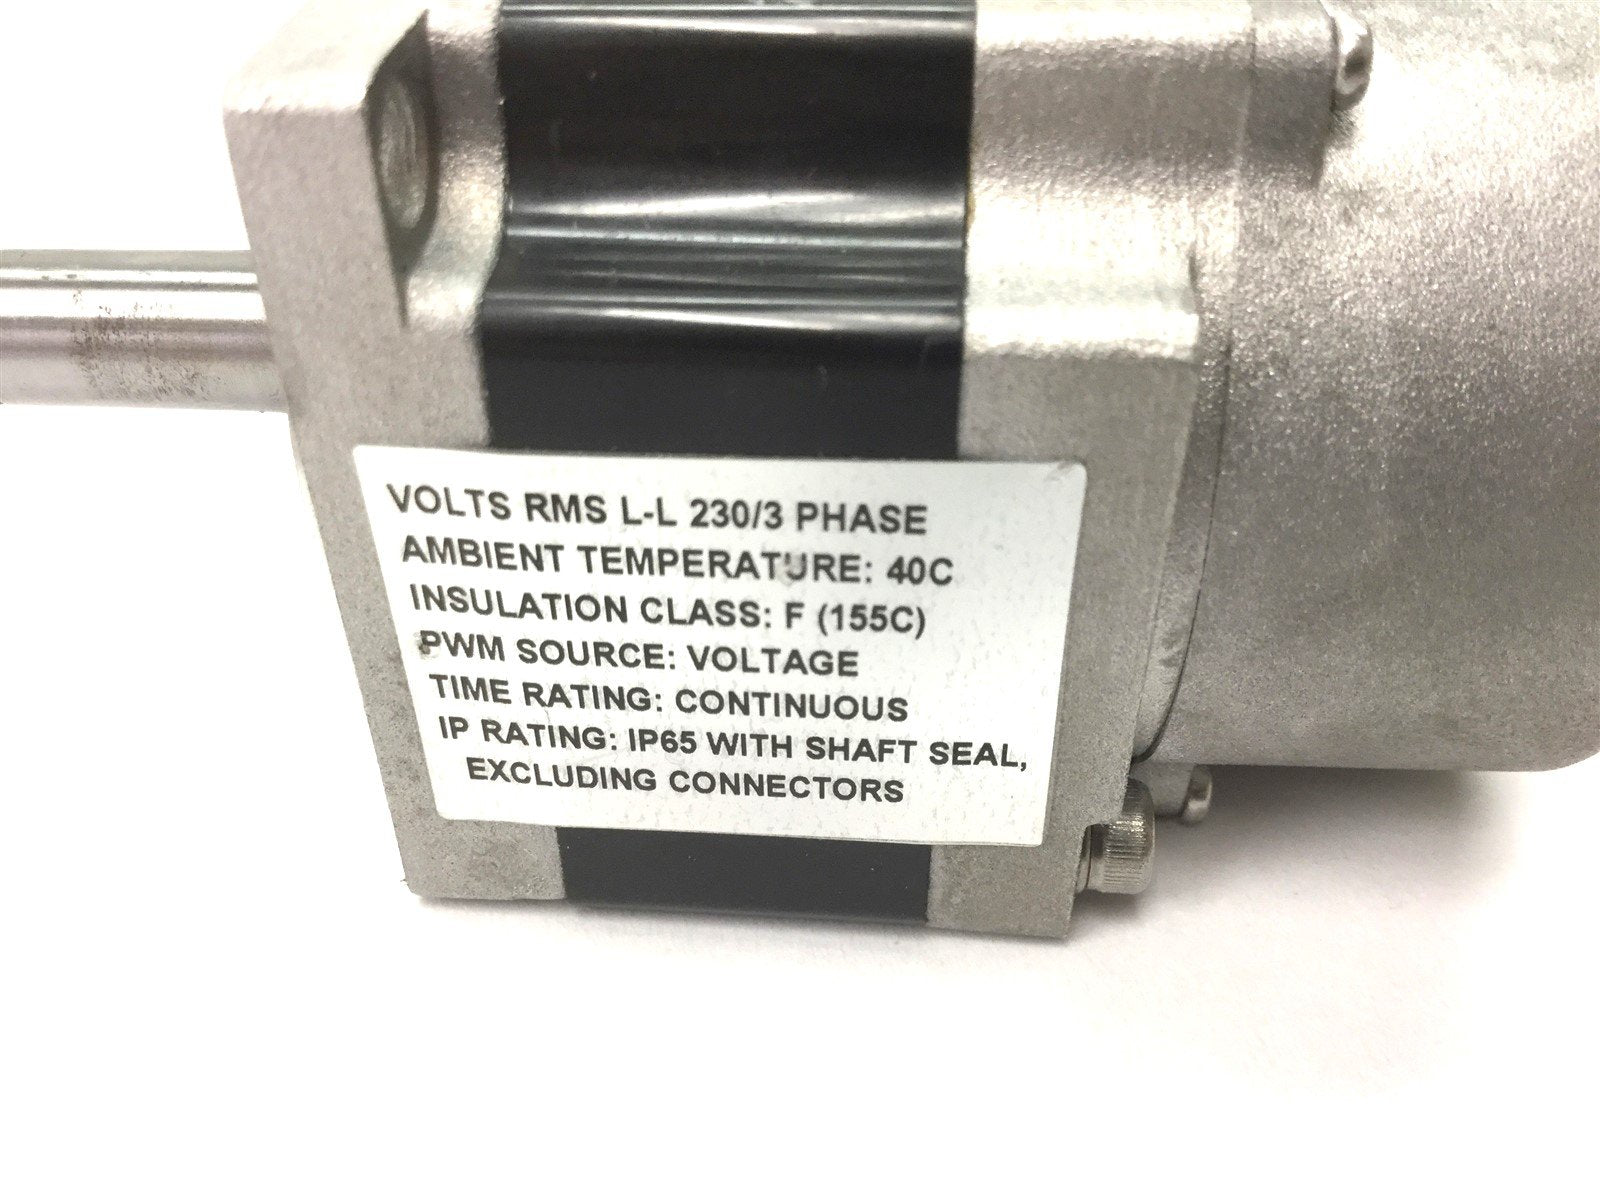 VOLTS RMS L-L 230/3 PHASE
AMBIENT TEMPERATURE: 40C
INSULATION CLASS: F (155C)
PWM SOURCE: VOLTAGE
TIME RATING: CONTINUOUS
IP RATING: IP65 WITH SHAFT SEAL,
EXCLUDING CONNECTORS